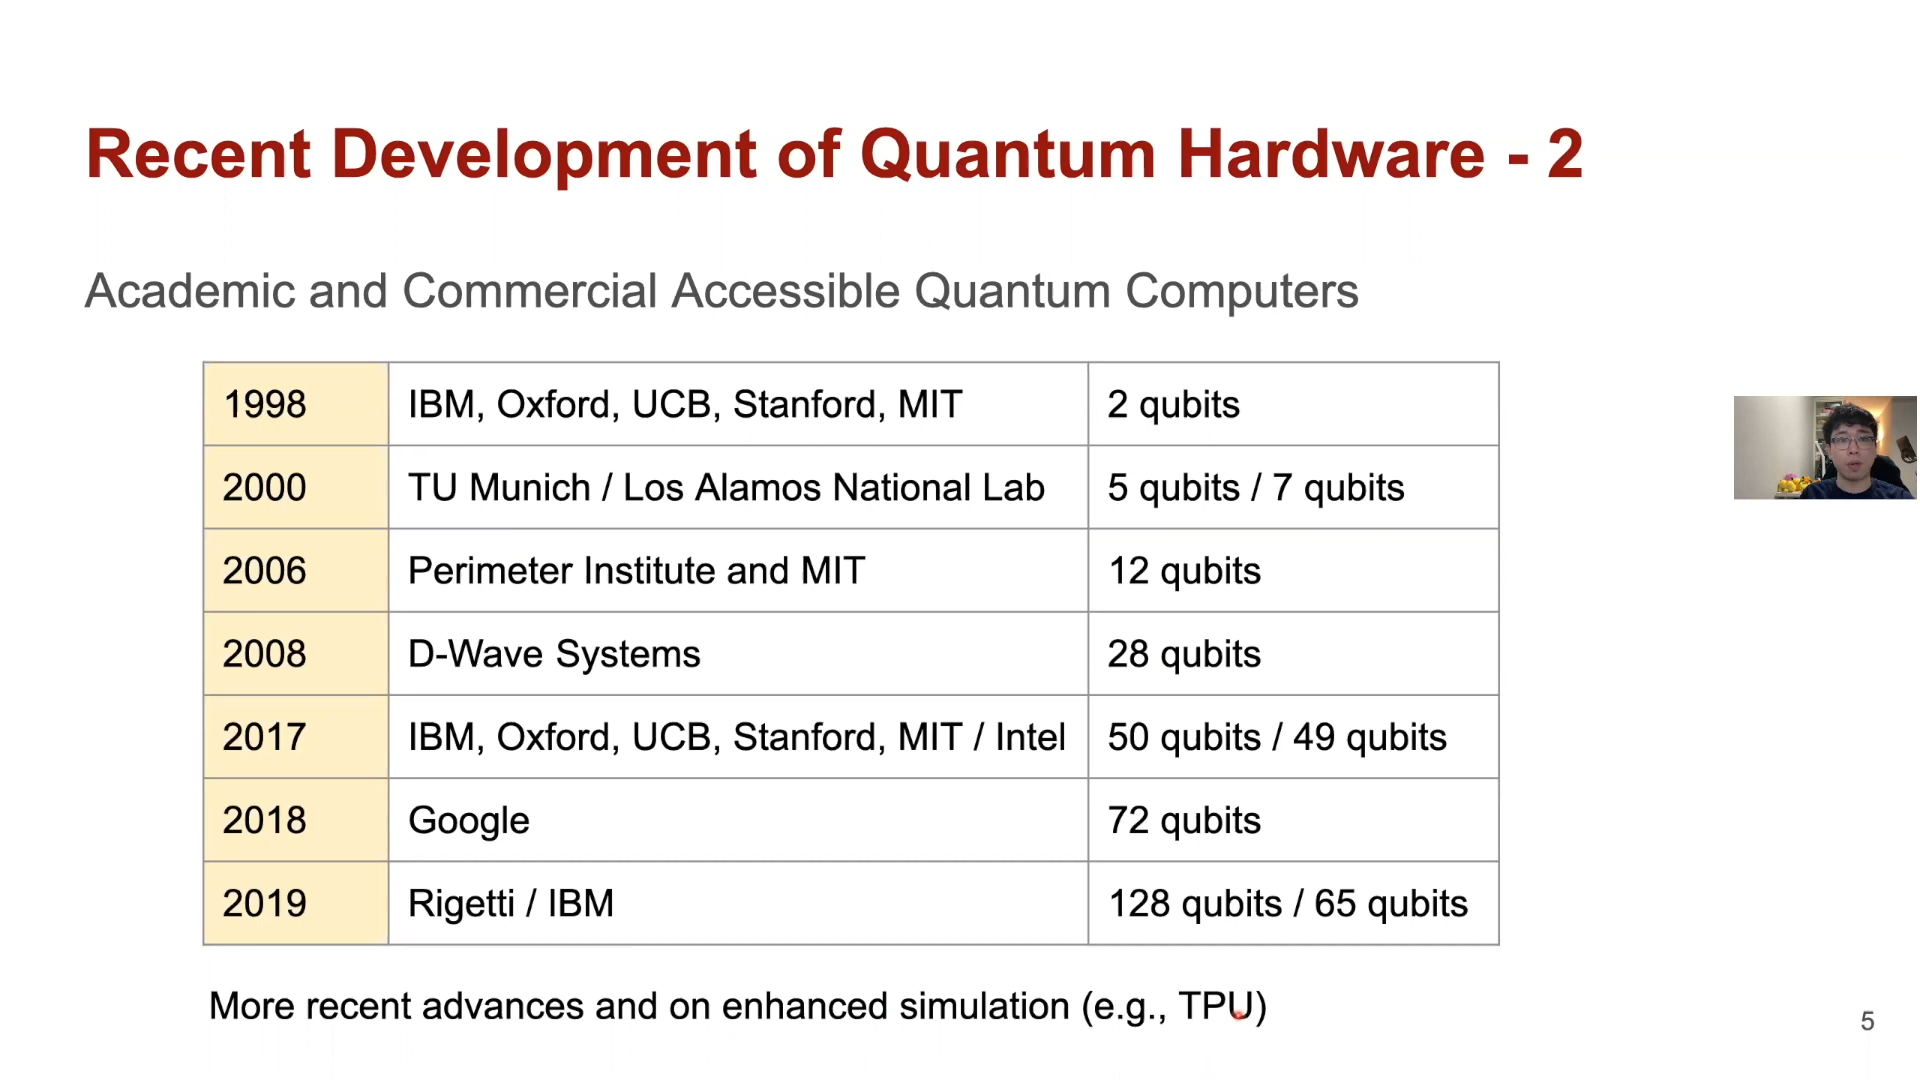 Recent Development of Quantum Hardware - 2
Academic and Commercial Accessible Quantum Computers
1998 IBM, Oxford, UCB, Stanford, MIT 2 qubits
2000 TU Munich / Los Alamos National Lab 5 qubits / 7 qubits
2006 Perimeter Institute and MIT 12 qubits
2008 D-Wave Systems 28 qubits
2017 IBM, Oxford, UCB, Stanford, MIT / Intel 50 qubits / 49 qubits
2018 Google 72 qubits
2019 Rigetti / IBM 128 qubits / 65 qubits
More recent advances and on enhanced simulation (e.g., TPU)
5